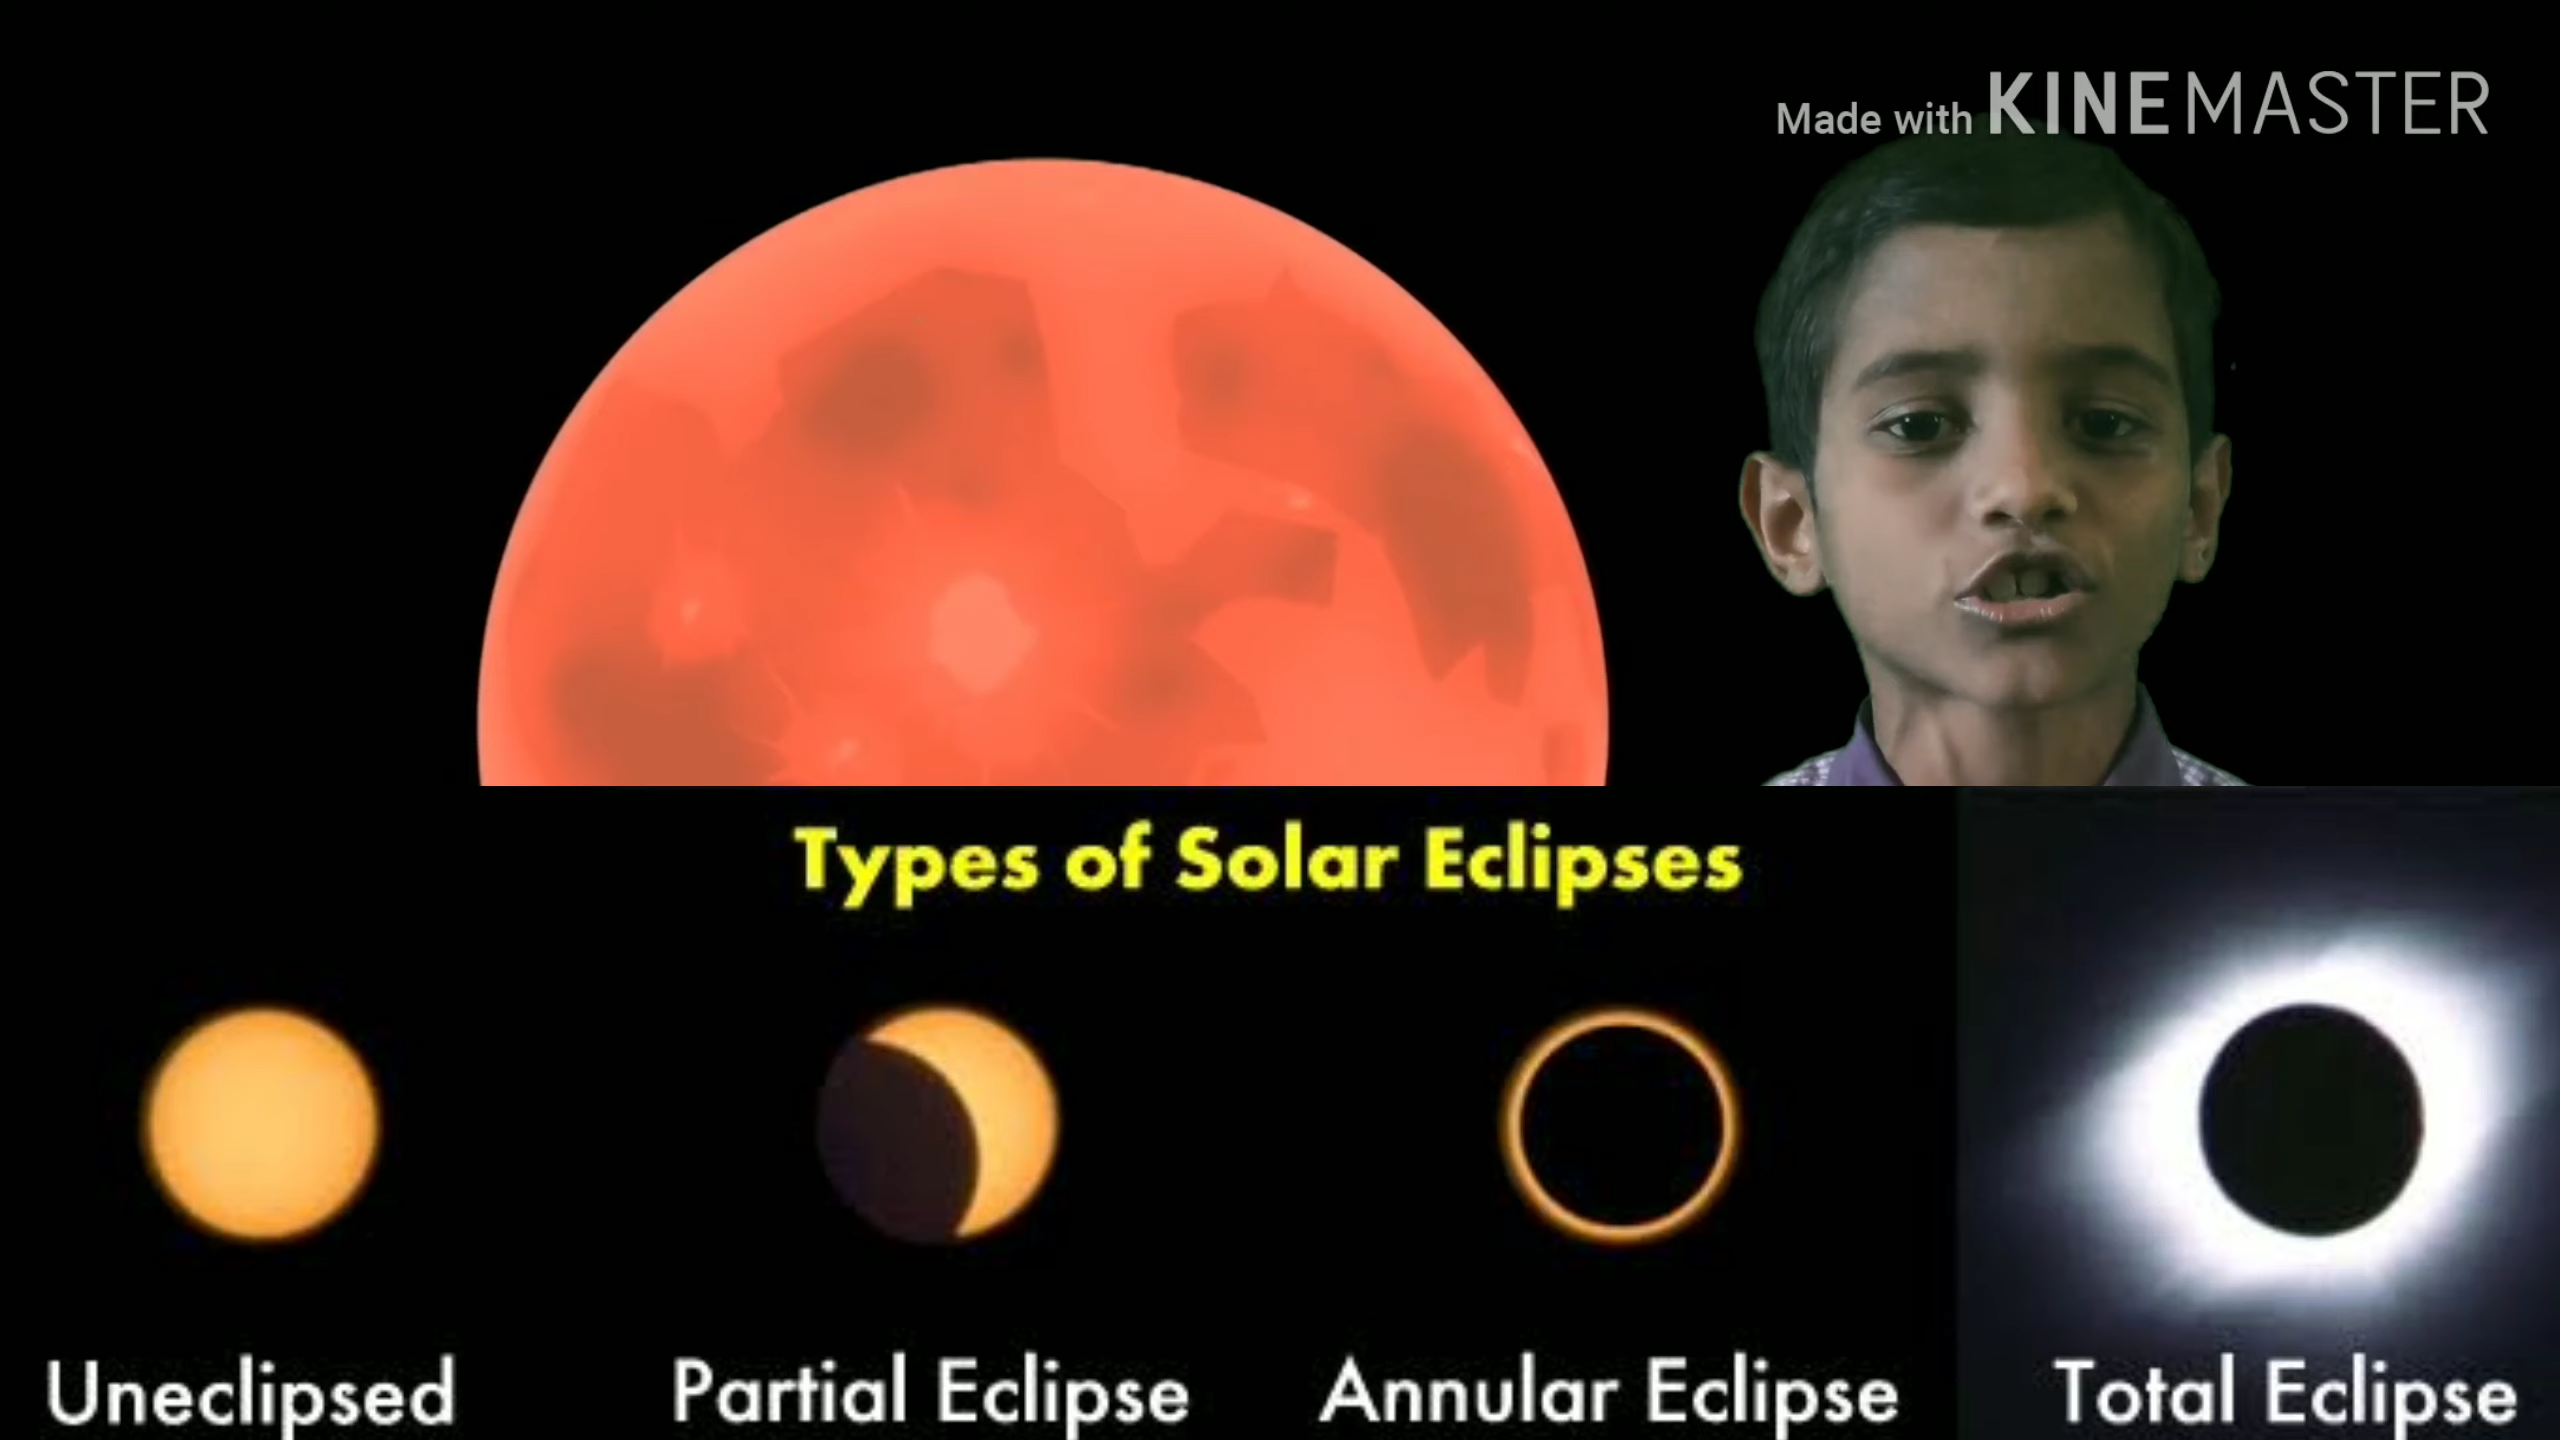 Made with KINEMASTER
Types of Solar Eclipses
Uneclipsed
Partial Eclipse
Annular Eclipse
Total Eclipse